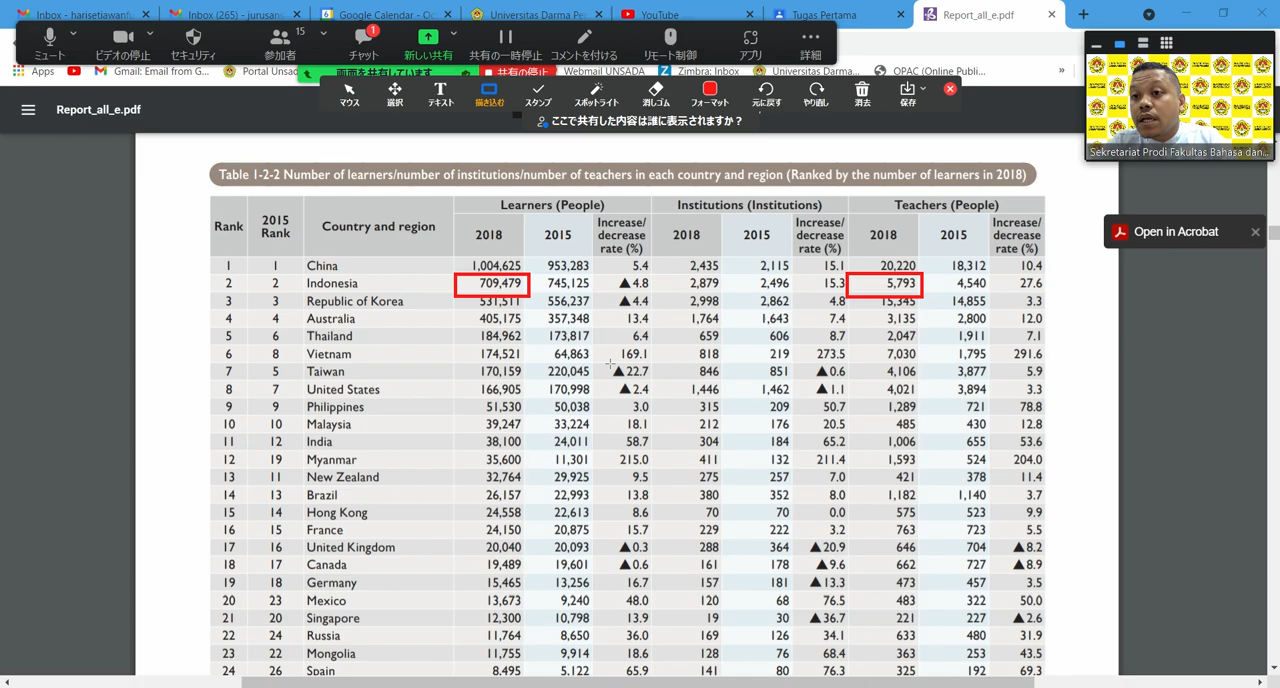 Inbox - harisetiawanfu
Inbox (265) - jurusans
Google Calendar - Oc
Universitas Darma Pe
YouTube
Tugas Pertama
Report_all_e.pdf
ミュート
ビデオの停止
セキュリティ
15
参加者
1
チャット
新しい共有
共有の一時停止
コメントを付ける
リモート制御
アプリ
詳細
Apps
Gmail: Email from G...
Portal Unsad
画面を共有しています
共有の停止
Webmail UNSADA
Zimbra: Inbox
Universitas Darma...
OPAC (Online Publi...
»
Report_all_e.pdf
マウス
選択
テキスト
描き込む
スタンプ
スポットライト
消しゴム
フォーマット
元に戻す
やり直し
消去
保存
ここで共有した内容は誰に表示されますか？
Sekretariat Prodi Fakultas Bahasa dan...
Open in Acrobat
Table 1-2-2 Number of learners/number of institutions/number of teachers in each country and region (Ranked by the number of learners in 2018)
Rank 2015 Rank Country and region Learners (People) Institutions (Institutions) Teachers (People)
2018 2015 Increase/decrease rate (%) 2018 2015 Increase/decrease rate (%) 2018 2015 Increase/decrease rate (%)
1 1 China 1,004,625 953,283 5.4 2,435 2,115 15.1 20,220 18,312 10.4
2 2 Indonesia 709,479 745,125 ▲4.8 2,879 2,496 15.3 5,793 4,540 27.6
3 3 Republic of Korea 531,511 556,237 ▲4.4 2,998 2,862 4.8 15,345 14,855 3.3
4 4 Australia 405,175 357,348 13.4 1,764 1,643 7.4 3,135 2,800 12.0
5 6 Thailand 184,962 173,817 6.4 659 606 8.7 2,047 1,911 7.1
6 8 Vietnam 174,521 64,863 169.1 818 219 273.5 7,030 1,795 291.6
7 5 Taiwan 170,159 220,045 ▲22.7 846 851 ▲0.6 4,106 3,877 5.9
8 7 United States 166,905 170,998 ▲2.4 1,446 1,462 ▲1.1 4,021 3,894 3.3
9 9 Philippines 51,530 50,038 3.0 315 209 50.7 1,289 721 78.8
10 10 Malaysia 39,247 33,224 18.1 212 176 20.5 485 430 12.8
11 12 India 38,100 24,011 58.7 304 184 65.2 1,006 655 53.6
12 19 Myanmar 35,600 11,301 215.0 411 132 211.4 1,593 524 204.0
13 11 New Zealand 32,764 29,925 9.5 275 257 7.0 421 378 11.4
14 13 Brazil 26,157 22,993 13.8 380 352 8.0 1,182 1,140 3.7
15 14 Hong Kong 24,558 22,613 8.6 70 70 0.0 575 523 9.9
16 15 France 24,150 20,875 15.7 229 222 3.2 763 723 5.5
17 16 United Kingdom 20,040 20,093 ▲0.3 288 364 ▲20.9 646 704 ▲8.2
18 17 Canada 19,489 19,601 ▲0.6 161 178 ▲9.6 662 727 ▲8.9
19 18 Germany 15,465 13,256 16.7 157 181 ▲13.3 473 457 3.5
20 23 Mexico 13,673 9,240 48.0 120 68 76.5 483 322 50.0
21 20 Singapore 12,300 10,798 13.9 19 30 ▲36.7 221 227 ▲2.6
22 24 Russia 11,764 8,650 36.0 169 126 34.1 633 480 31.9
23 22 Mongolia 11,755 9,914 18.6 128 76 68.4 363 253 43.5
24 26 Spain 8,495 5,122 65.9 141 80 76.3 325 192 69.3